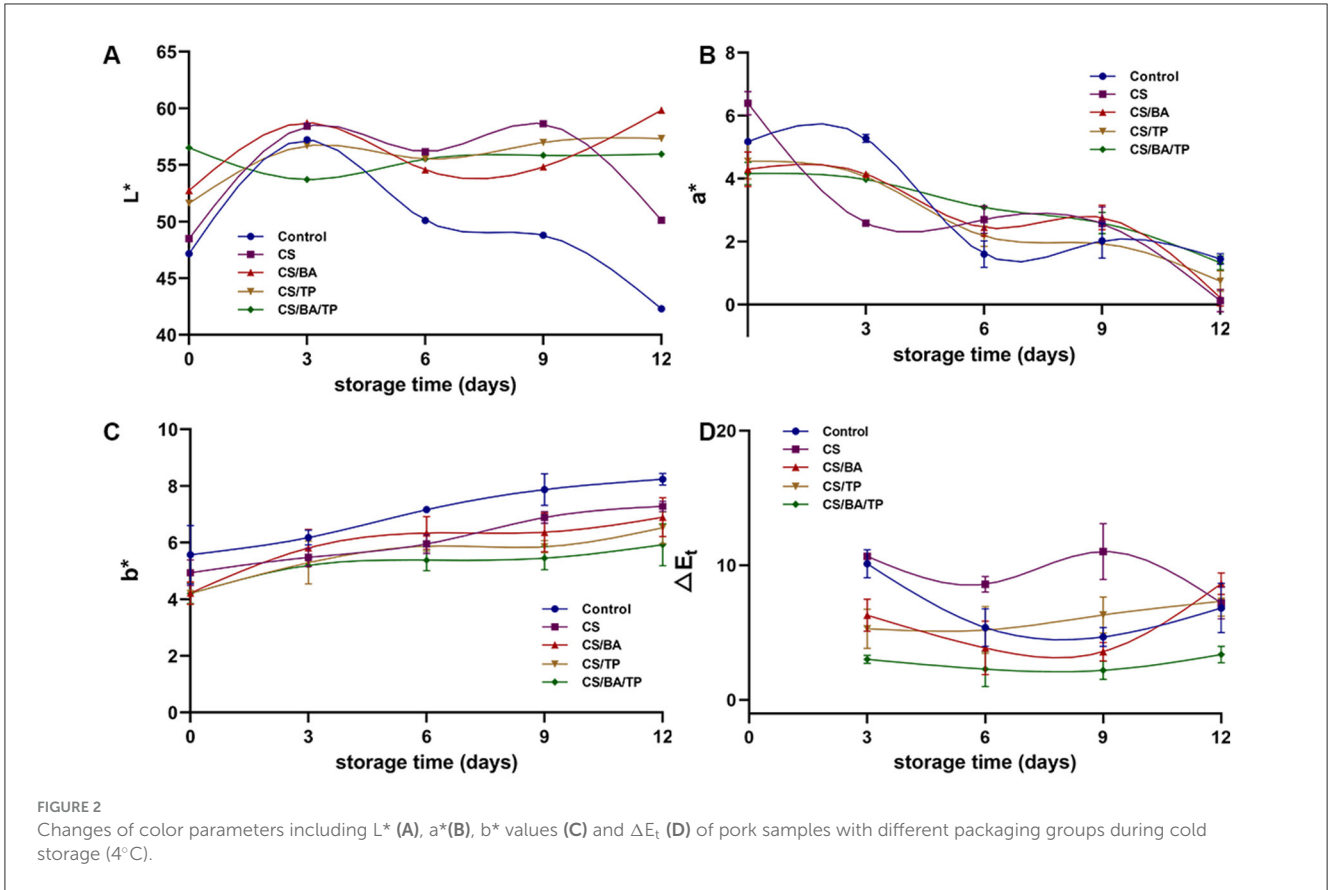 A
65
60
55
50
45
40
L*
Control
CS
CS/BA
CS/TP
CS/BA/TP
0 3 6 9 12
storage time (days)
B
8
6
4
2
0
a*
Control
CS
CS/BA
CS/TP
CS/BA/TP
3 6 9 12
storage time (days)
C
10
8
6
4
2
0
b*
Control
CS
CS/BA
CS/TP
CS/BA/TP
0 3 6 9 12
storage time (days)
D
20
10
0
△Et
Control
CS
CS/BA
CS/TP
CS/BA/TP
0 3 6 9 12
storage time (days)
FIGURE 2
Changes of color parameters including L* (A), a*(B), b* values (C) and △Et (D) of pork samples with different packaging groups during cold
storage (4°C).